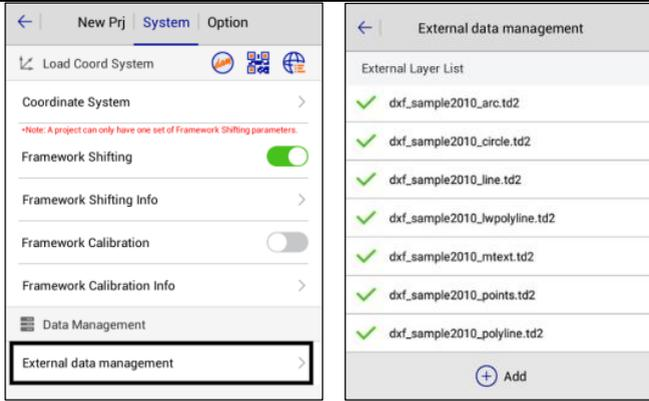 New Prj System Option
Load Coord System
Coordinate System
*Note: A project can only have one set of Framework Shifting parameters.
Framework Shifting
Framework Shifting Info
Framework Calibration
Framework Calibration Info
Data Management
External data management
External data management
External Layer List
dxf_sample2010_arc.td2
dxf_sample2010_circle.td2
dxf_sample2010_line.td2
dxf_sample2010_lwpolyline.td2
dxf_sample2010_mtext.td2
dxf_sample2010_points.td2
dxf_sample2010_polyline.td2
Add